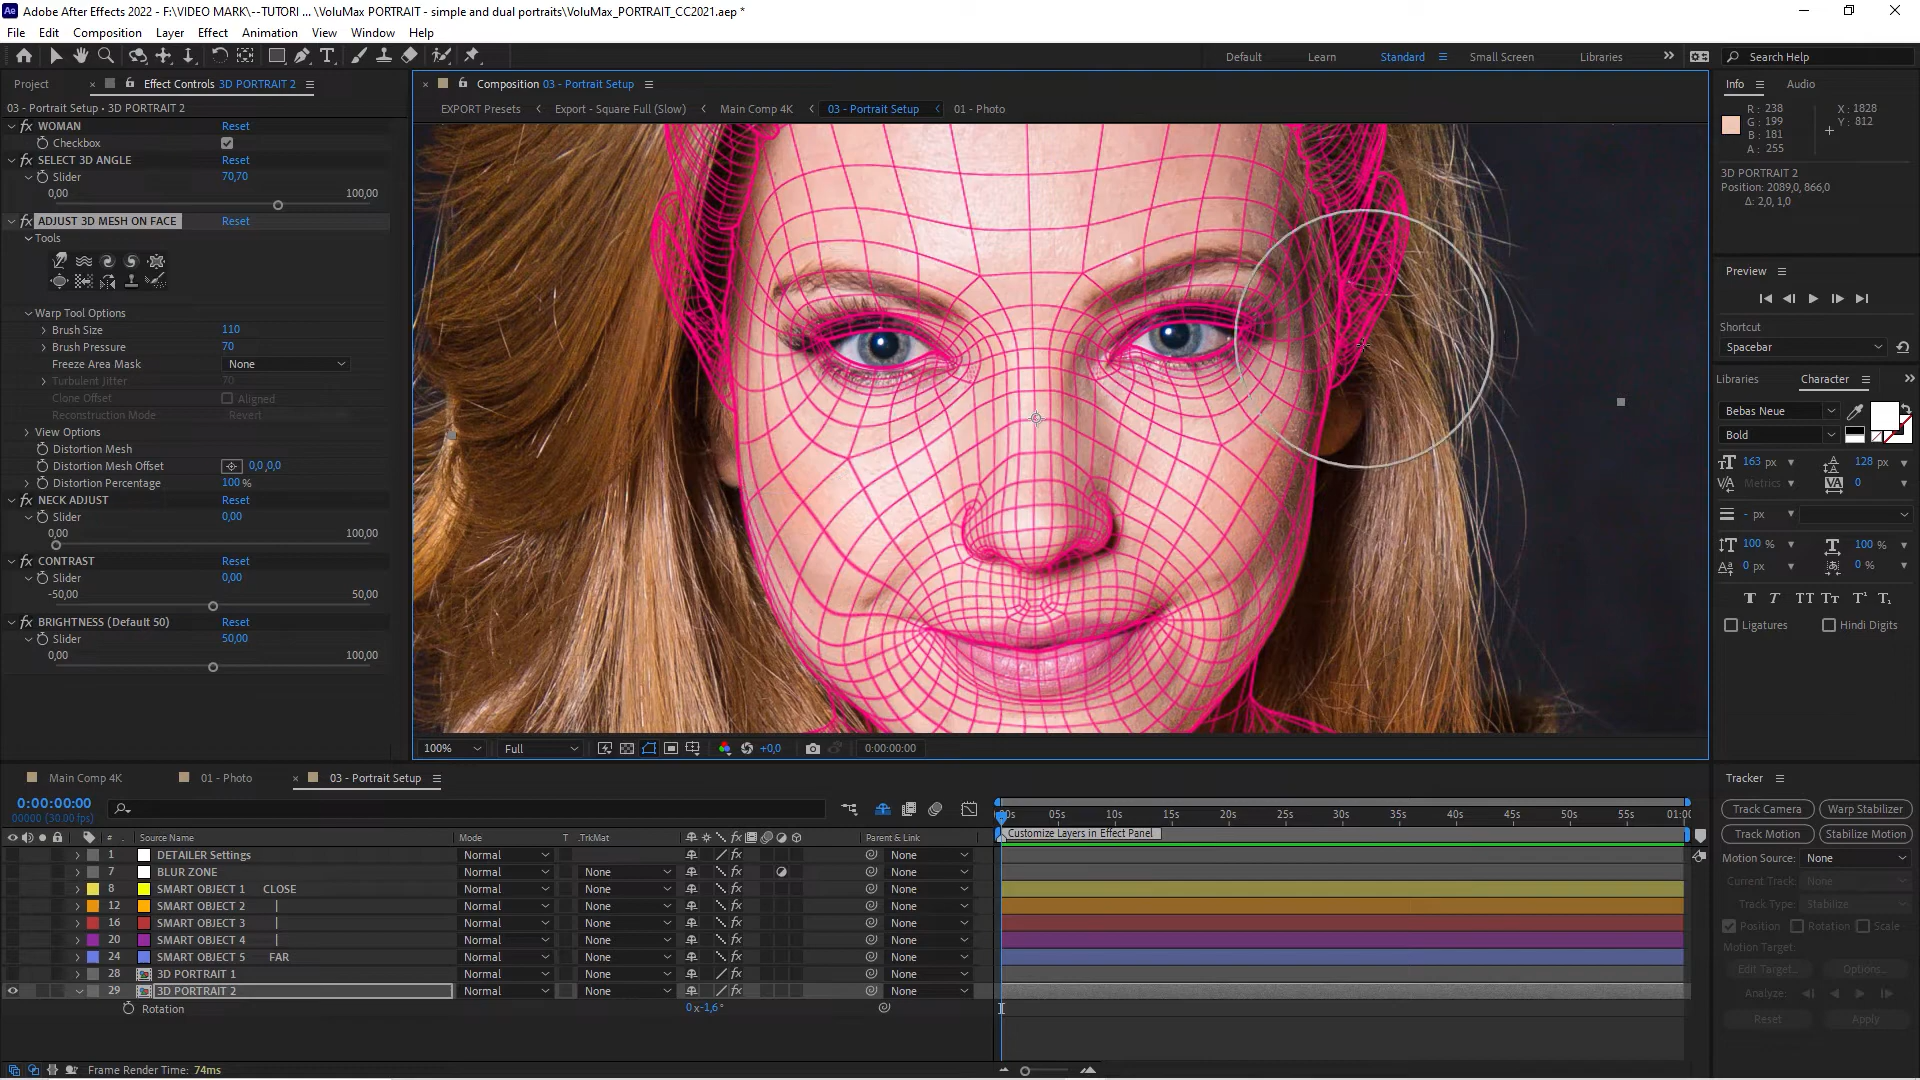 Adobe After Effects 2022 - F:\VIDEO MARK\--TUTORI ... \VoluMax PORTRAIT - simple and dual portraits\VoluMax_PORTRAIT_CC2021.aep *
File Edit Composition Layer Effect Animation View Window Help
Default Learn Standard Small Screen Libraries Search Help
Project Effect Controls 3D PORTRAIT 2
03 - Portrait Setup • 3D PORTRAIT 2
WOMAN Reset
Checkbox
SELECT 3D ANGLE Reset
Slider 70,70
0,00 100,00
ADJUST 3D MESH ON FACE Reset
Tools
Warp Tool Options
Brush Size 110
Brush Pressure 70
Freeze Area Mask None
Turbulent Jitter 70
Clone Offset Aligned
Reconstruction Mode Revert
View Options
Distortion Mesh
Distortion Mesh Offset 0,0,0,0
Distortion Percentage 100 %
NECK ADJUST Reset
Slider 0,00
0,00 100,00
CONTRAST Reset
Slider 0,00
-50,00 50,00
BRIGHTNESS (Default 50) Reset
Slider 50,00
0,00 100,00
Composition 03 - Portrait Setup
EXPORT Presets Export - Square Full (Slow) Main Comp 4K 03 - Portrait Setup 01 - Photo
100% Full +0,0 0:00:00:00
Info Audio
R : 238 X : 1828
G : 199 Y : 812
B : 181
A : 255
3D PORTRAIT 2
Position: 2089,0, 866,0
Δ: 2,0, 1,0
Preview
Shortcut
Spacebar
Libraries Character
Bebas Neue
Bold
163 px 128 px
Metrics 0
- px
100 % 100 %
0 px 0 %
Ligatures Hindi Digits
Main Comp 4K 01 - Photo 03 - Portrait Setup
0:00:00:00
00000 (30.00 fps)
# Source Name Mode T .TrkMat Parent & Link
1 DETAILER Settings Normal None
7 BLUR ZONE Normal None None
8 SMART OBJECT 1 CLOSE Normal None None
12 SMART OBJECT 2 | Normal None None
16 SMART OBJECT 3 | Normal None None
20 SMART OBJECT 4 | Normal None None
24 SMART OBJECT 5 FAR Normal None None
28 3D PORTRAIT 1 Normal None None
29 3D PORTRAIT 2 Normal None None
Rotation 0x-1,6°
05s 10s 15s 20s 25s 30s 35s 40s 45s 50s 55s
Customize Layers in Effect Panel
Frame Render Time: 74ms
Tracker
Track Camera Warp Stabilizer
Track Motion Stabilize Motion
Motion Source: None
Current Track: None
Track Type: Stabilize
Position Rotation Scale
Motion Target:
Edit Target... Options...
Analyze:
Reset Apply